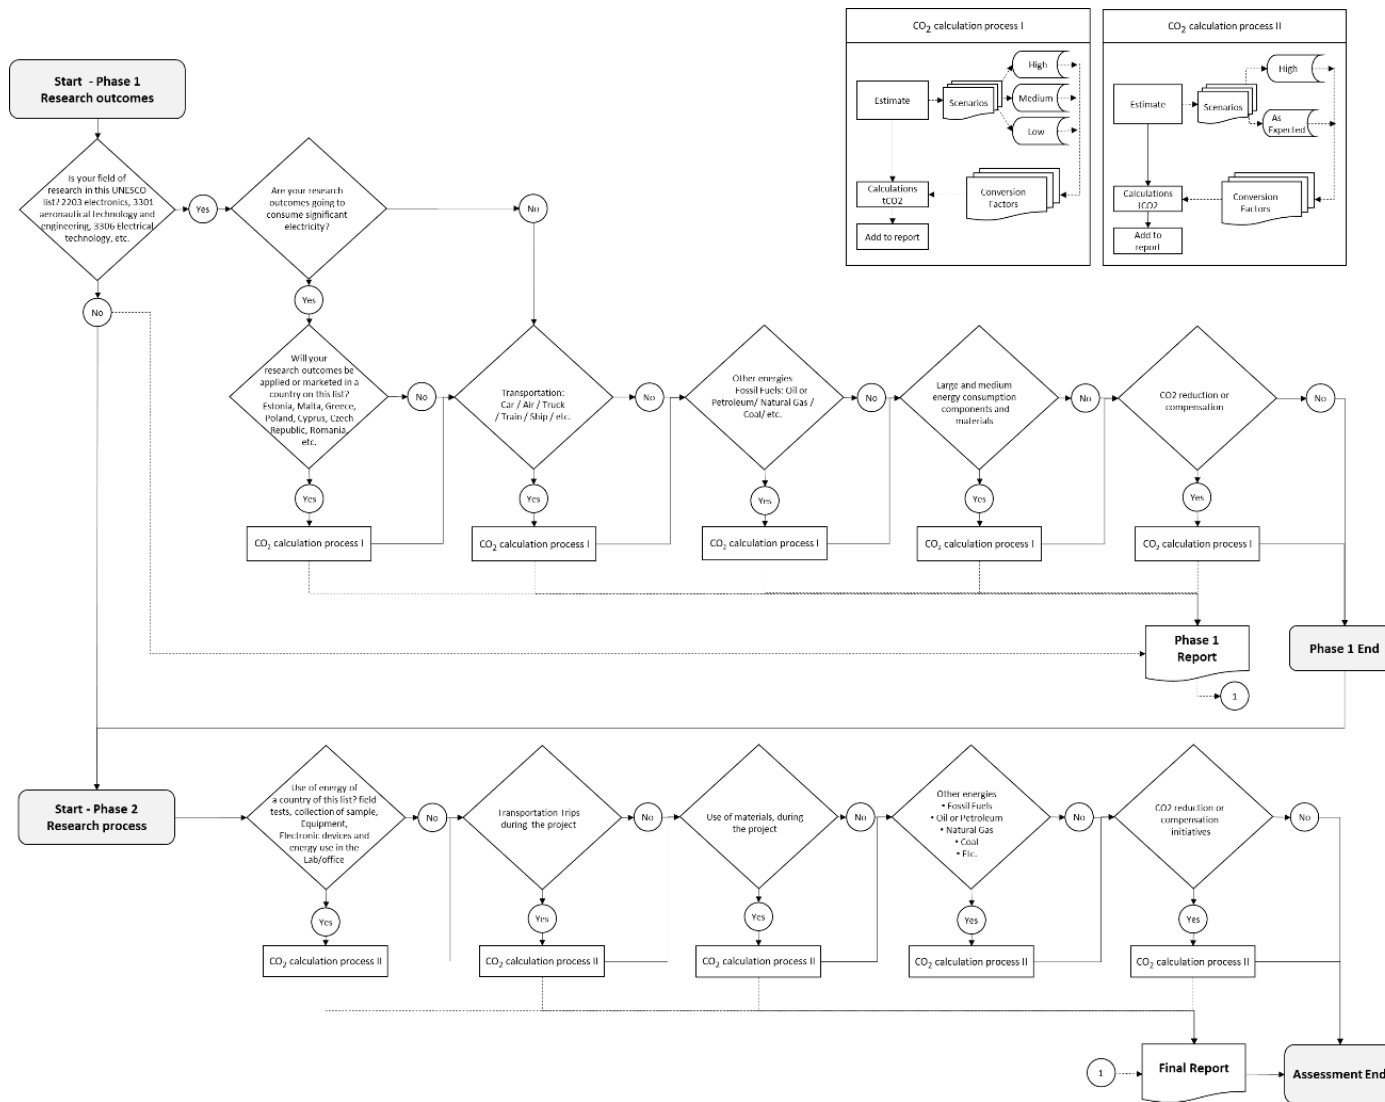 CO2 calculation process I
High
Estimate
Scenarios
Medium
Low
Calculations
tCO2
Conversion
Factors
Add to report
CO2 calculation process II
High
Estimate
Scenarios
As
Expected
Calculations
tCO2
Conversion
Factors
Add to
report
Start - Phase 1
Research outcomes
Is your field of
research in this UNESCO
list? 2203 electronics, 3301
aeronautical technology and
engineering, 3306 Electrical
technology, etc.
Yes
Are your research
outcomes going to
consume significant
electricity?
No
No
Yes
Will your
research outcomes be
applied or marketed in a
country on this list?
Estonia, Malta, Greece,
Poland, Cyprus, Czech
Republic, Romania,
etc.
No
Transportation:
Car / Air / Truck
/ Train / Ship / etc.
No
Other energies
Fossil Fuels: Oil or
Petroleum/ Natural Gas /
Coal/ etc.
No
Large and medium
energy consumption
components and
materials
No
CO2 reduction or
compensation
No
Yes
Yes
Yes
Yes
Yes
CO2 calculation process I
CO2 calculation process I
CO2 calculation process I
CO2 calculation process I
CO2 calculation process I
Phase 1
Report
Phase 1 End
1
Start - Phase 2
Research process
Use of energy of
a country of this list? field
tests, collection of sample,
Equipment,
Electronic devices and
energy use in the
Lab/office
No
Transportation Trips
during the project
No
Use of materials, during
the project
No
Other energies
• Fossil Fuels
• Oil or Petroleum
• Natural Gas
• Coal
• Etc.
No
CO2 reduction or
compensation
initiatives
No
Yes
Yes
Yes
Yes
Yes
CO2 calculation process II
CO2 calculation process II
CO2 calculation process II
CO2 calculation process II
CO2 calculation process II
1
Final Report
Assessment End